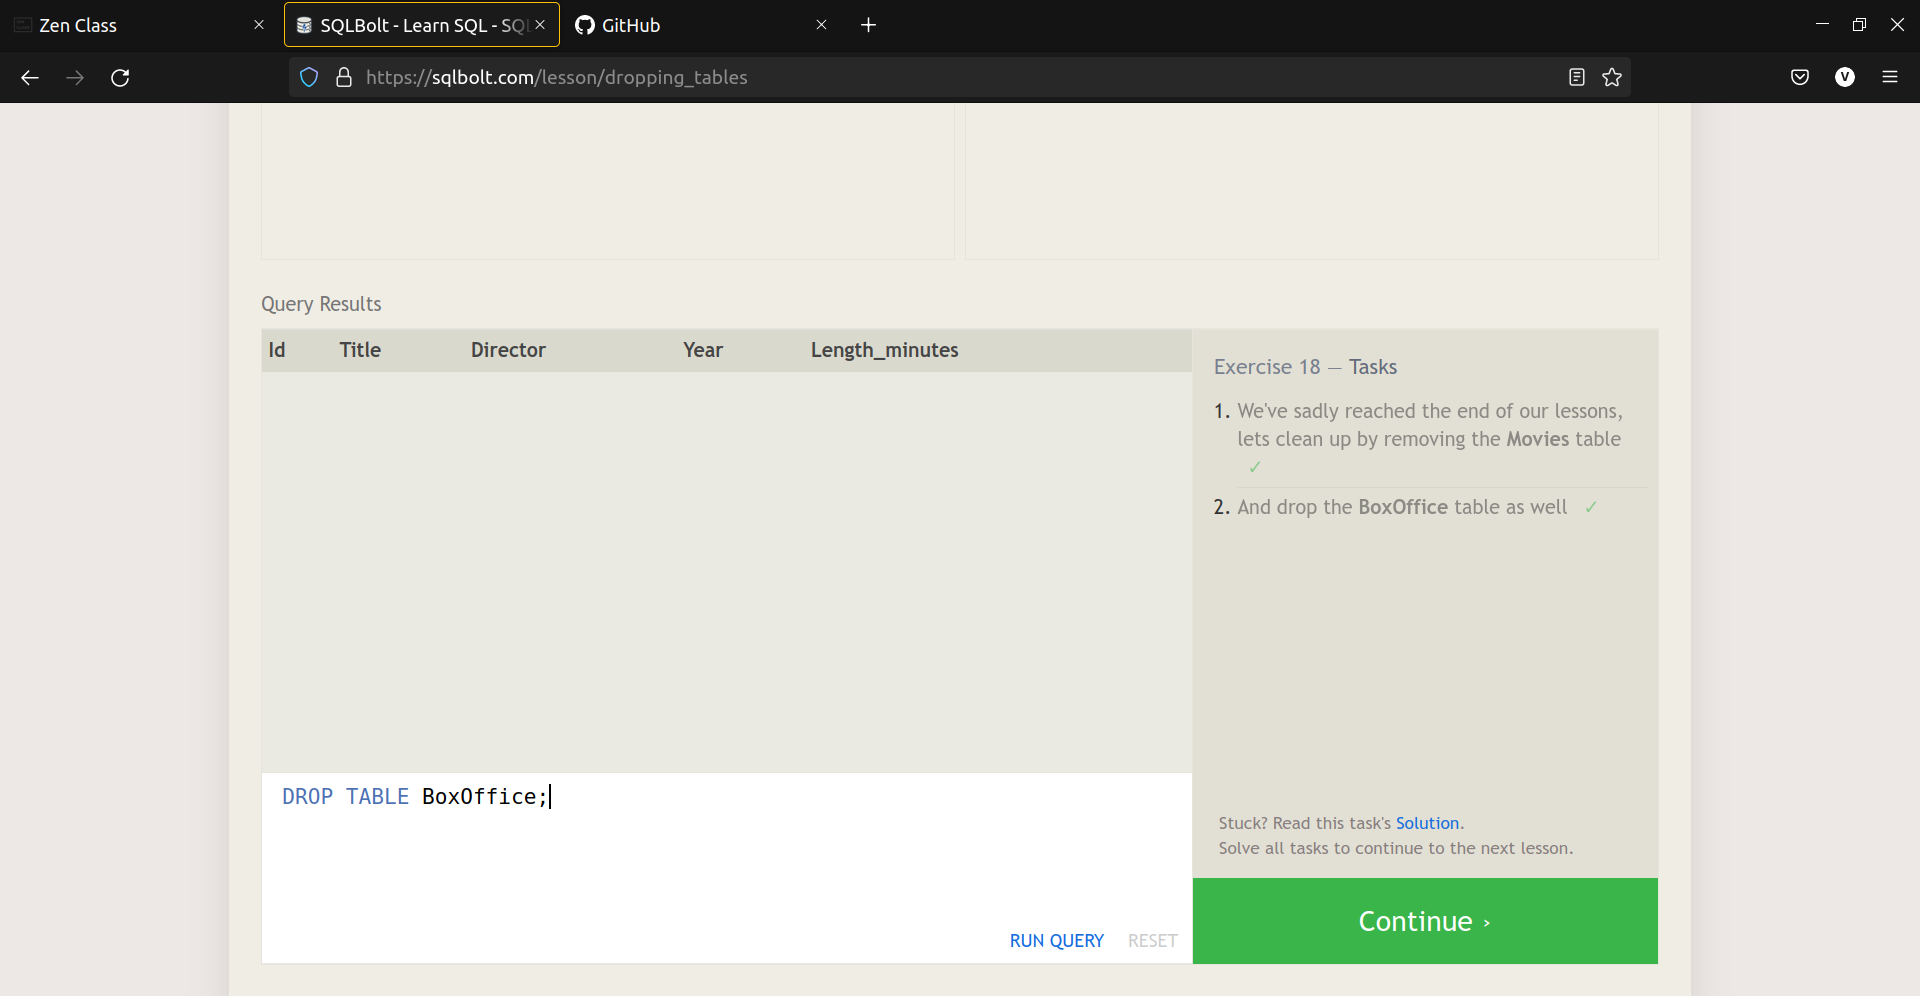 Zen Class
SQLBolt - Learn SQL - SQL
GitHub
https://sqlbolt.com/lesson/dropping_tables
V
Query Results
Id Title Director Year Length_minutes
Exercise 18 — Tasks
1. We've sadly reached the end of our lessons,
lets clean up by removing the Movies table
✓
2. And drop the BoxOffice table as well ✓
DROP TABLE BoxOffice;
Stuck? Read this task's Solution.
Solve all tasks to continue to the next lesson.
RUN QUERY RESET
Continue ›